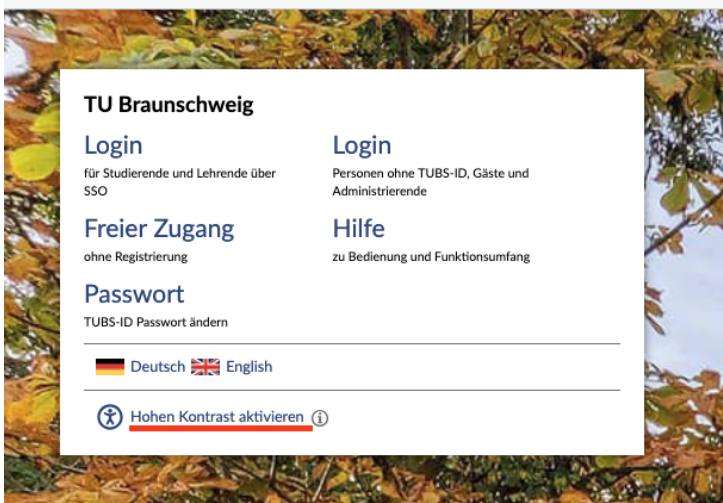 TU Braunschweig
Login
für Studierende und Lehrende über
SSO
Login
Personen ohne TUBS-ID, Gäste und
Administrierende
Freier Zugang
ohne Registrierung
Hilfe
zu Bedienung und Funktionsumfang
Passwort
TUBS-ID Passwort ändern
Deutsch English
Hohen Kontrast aktivieren